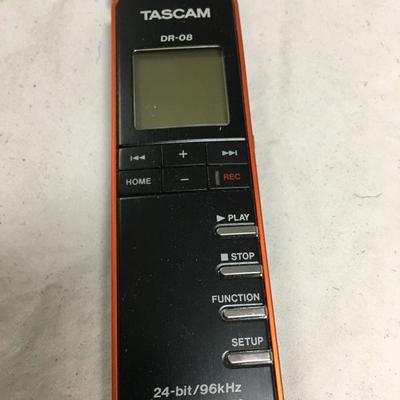 TASCAM
DR-08
⏮ + ⏭
HOME − REC
▶ PLAY
■ STOP
FUNCTION
SETUP
24-bit/96kHz